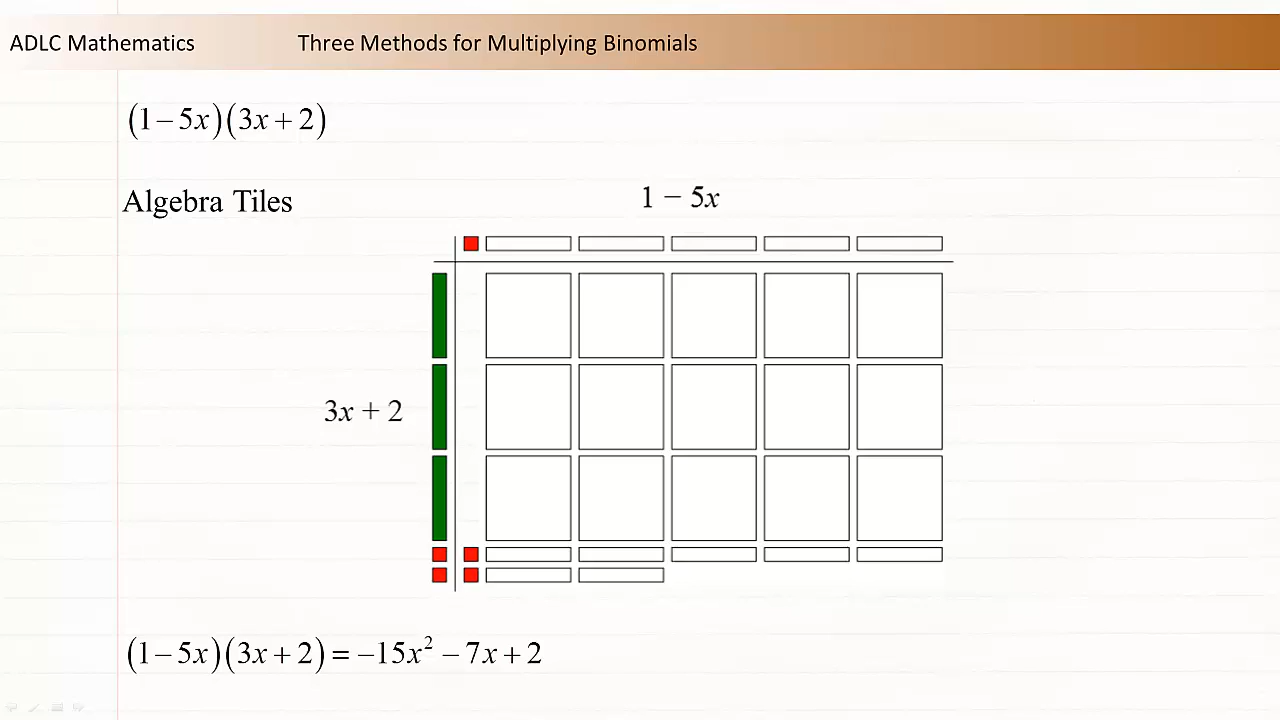 ADLC Mathematics Three Methods for Multiplying Binomials
(1 − 5x)(3x + 2)
Algebra Tiles
1 − 5x
3x + 2
(1 − 5x)(3x + 2) = −15x² − 7x + 2